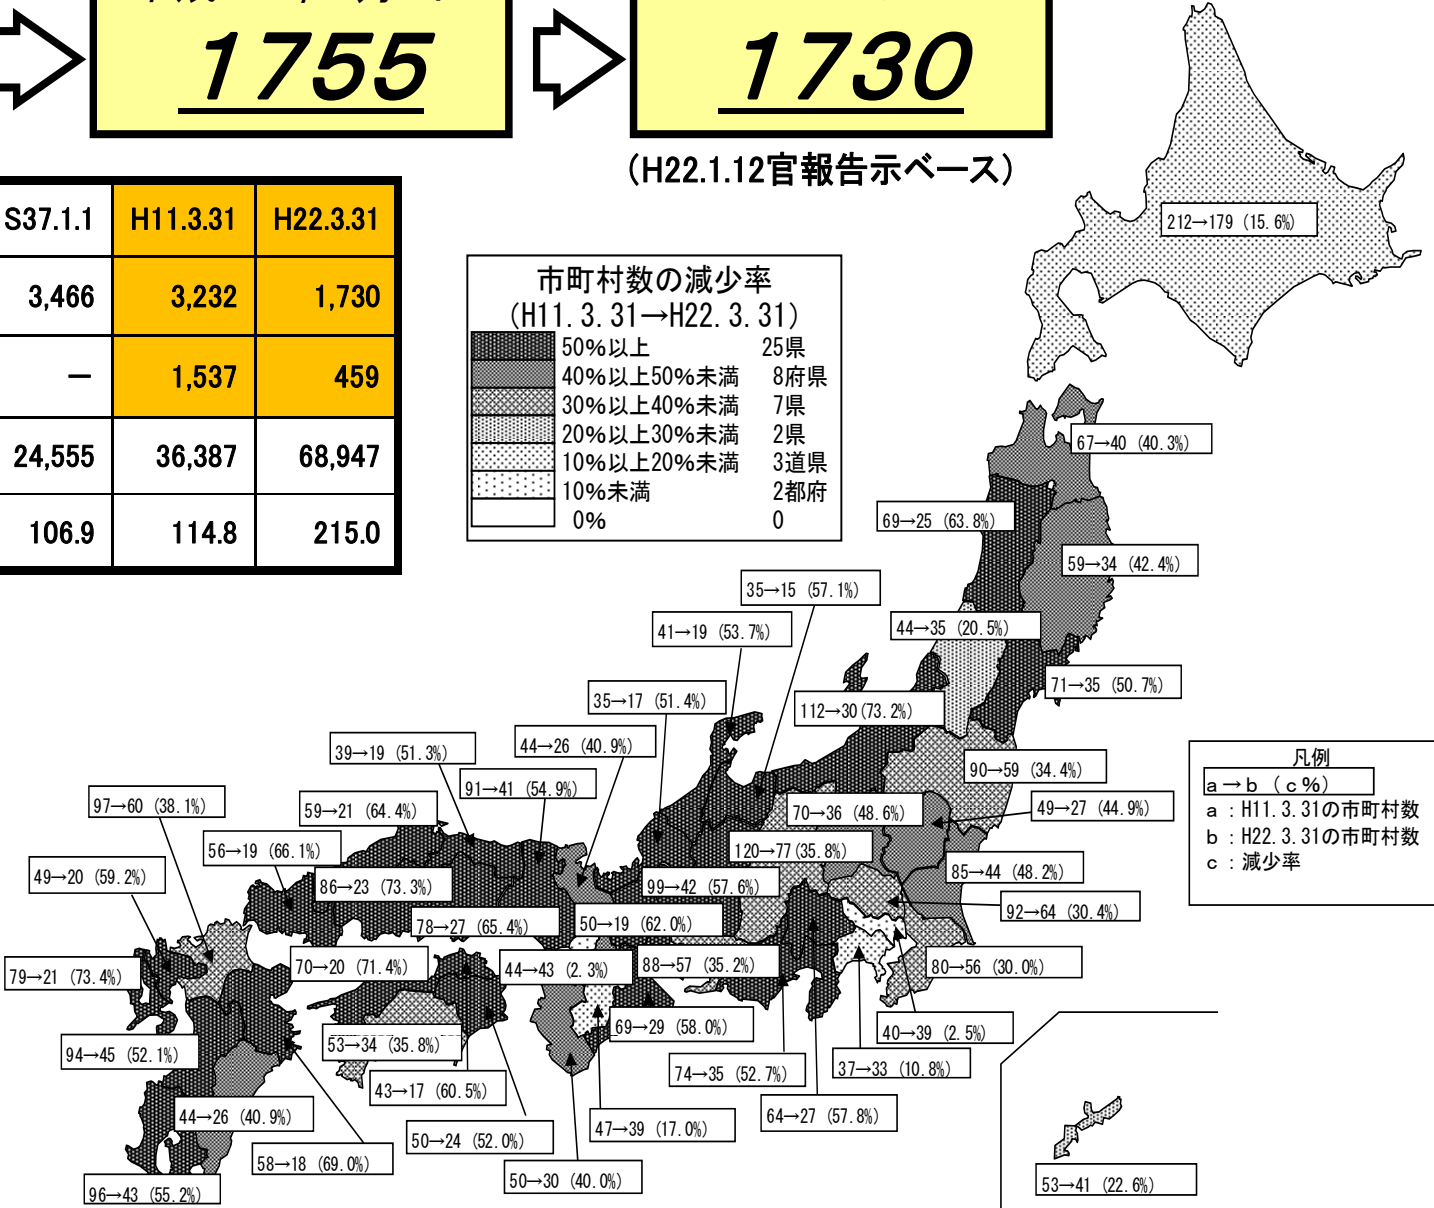 1755
1730
(H22.1.12官報告示ベース)
S37.1.1 H11.3.31 H22.3.31
3,466 3,232 1,730
― 1,537 459
24,555 36,387 68,947
106.9 114.8 215.0
市町村数の減少率
(H11.3.31→H22.3.31)
50%以上 25県
40%以上50%未満 8府県
30%以上40%未満 7県
20%以上30%未満 2県
10%以上20%未満 3道県
10%未満 2都府
0% 0
212→179 (15.6%)
67→40 (40.3%)
69→25 (63.8%)
59→34 (42.4%)
35→15 (57.1%)
41→19 (53.7%)
44→35 (20.5%)
71→35 (50.7%)
35→17 (51.4%)
112→30(73.2%)
39→19 (51.3%)
44→26 (40.9%)
90→59 (34.4%)
91→41 (54.9%)
97→60 (38.1%)
59→21 (64.4%)
70→36 (48.6%)
49→27 (44.9%)
56→19 (66.1%)
120→77(35.8%)
49→20 (59.2%)
86→23 (73.3%)
99→42 (57.6%)
85→44 (48.2%)
78→27 (65.4%)
50→19 (62.0%)
92→64 (30.4%)
79→21 (73.4%)
70→20 (71.4%)
44→43 (2.3%)
88→57 (35.2%)
80→56 (30.0%)
69→29 (58.0%)
40→39 (2.5%)
94→45 (52.1%)
53→34 (35.8%)
74→35 (52.7%)
37→33 (10.8%)
43→17 (60.5%)
44→26 (40.9%)
50→24 (52.0%)
47→39 (17.0%)
64→27 (57.8%)
58→18 (69.0%)
50→30 (40.0%)
96→43 (55.2%)
53→41 (22.6%)
凡例
a→b (c%)
a:H11.3.31の市町村数
b:H22.3.31の市町村数
c:減少率